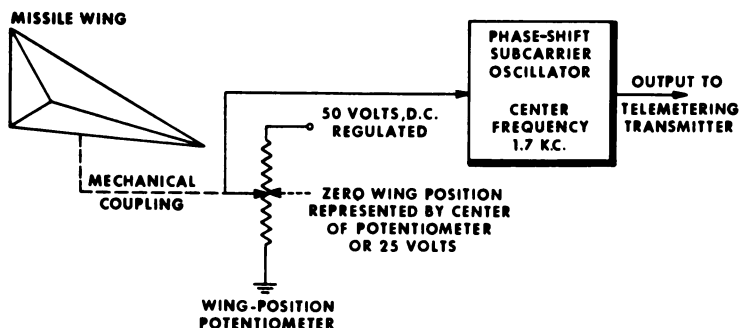 MISSILE WING
PHASE-SHIFT
SUBCARRIER
OSCILLATOR
CENTER
FREQUENCY
1.7 K.C.
OUTPUT TO
TELEMETERING
TRANSMITTER
50 VOLTS, D.C.
REGULATED
MECHANICAL
COUPLING
ZERO WING POSITION
REPRESENTED BY CENTER
OF POTENTIOMETER
OR 25 VOLTS
WING-POSITION
POTENTIOMETER